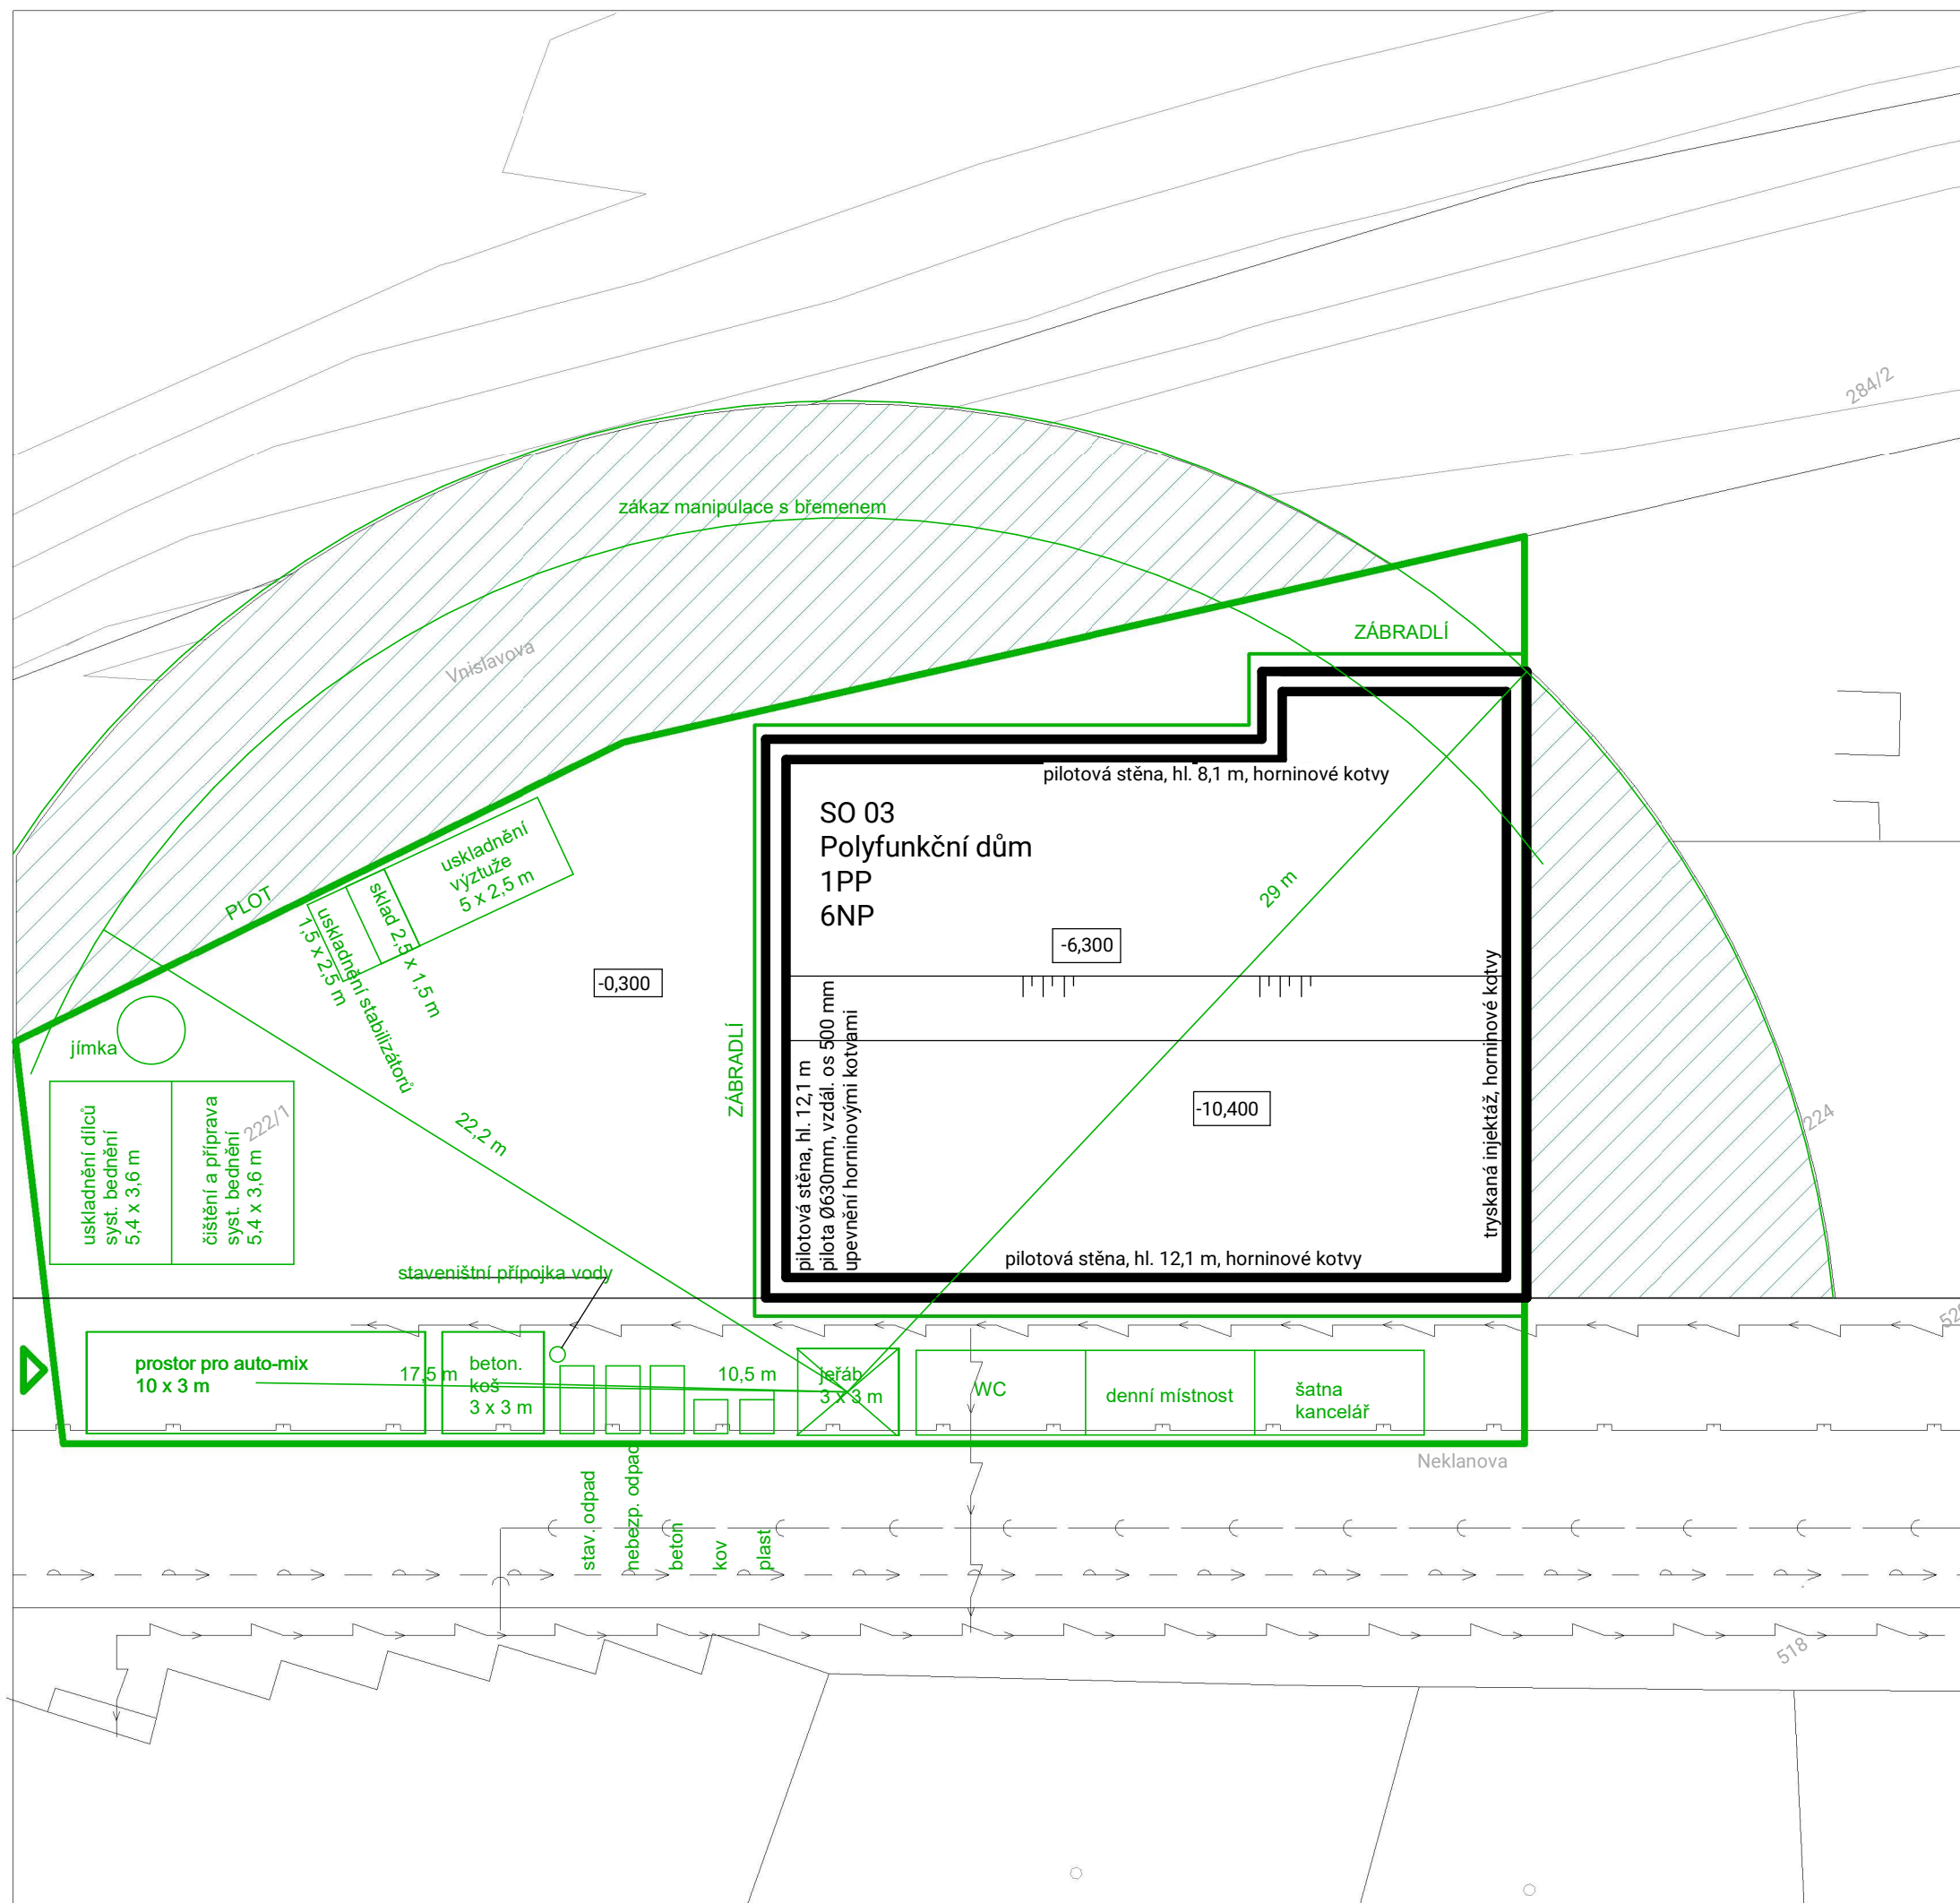 284/2
zákaz manipulace s břemenem
ZÁBRADLÍ
Vnislavova
pilotová stěna, hl. 8,1 m, horninové kotvy
SO 03
Polyfunkční dům
1PP
6NP
uskladnění
výztuže
5 x 2,5 m
sklad 2,5 x 1,5 m
uskladnění stabilizátorů
1,5 x 2,5 m
PLOT
29 m
-6,300
-0,300
jímka
ZÁBRADLÍ
pilotová stěna, hl. 12,1 m
pilota Ø630mm, vzdál. os 500 mm
upevnění horninovými kotvami
tryskaná injektáž, horninové kotvy
-10,400
224
222/1
22,2 m
uskladnění dílců
syst. bednění
5,4 x 3,6 m
čištění a příprava
syst. bednění
5,4 x 3,6 m
pilotová stěna, hl. 12,1 m, horninové kotvy
staveništní přípojka vody
prostor pro auto-mix
10 x 3 m
17,5 m
beton.
koš
3 x 3 m
10,5 m
jeřáb
3 x 3 m
WC
denní místnost
šatna
kancelář
Neklanova
stav. odpad
nebezp. odpad
beton
kov
plast
518